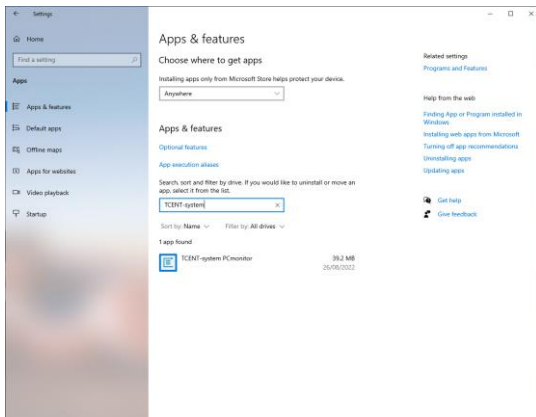 Settings
Home
Find a setting
Apps
Apps & features
Default apps
Offline maps
Apps for websites
Video playback
Startup
Apps & features
Choose where to get apps
Installing apps only from Microsoft Store helps protect your device.
Anywhere
Apps & features
Optional features
App execution aliases
Search, sort and filter by drive. If you would like to uninstall or move an
app, select it from the list.
TCENT-system
Sort by: Name Filter by: All drives
1 app found
TCENT-system PCmonitor 39.2 MB
26/08/2022
Related settings
Programs and Features
Help from the web
Finding App or Program installed in
Windows
Installing web apps from Microsoft
Turning off app recommendations
Uninstalling apps
Updating apps
Get help
Give feedback